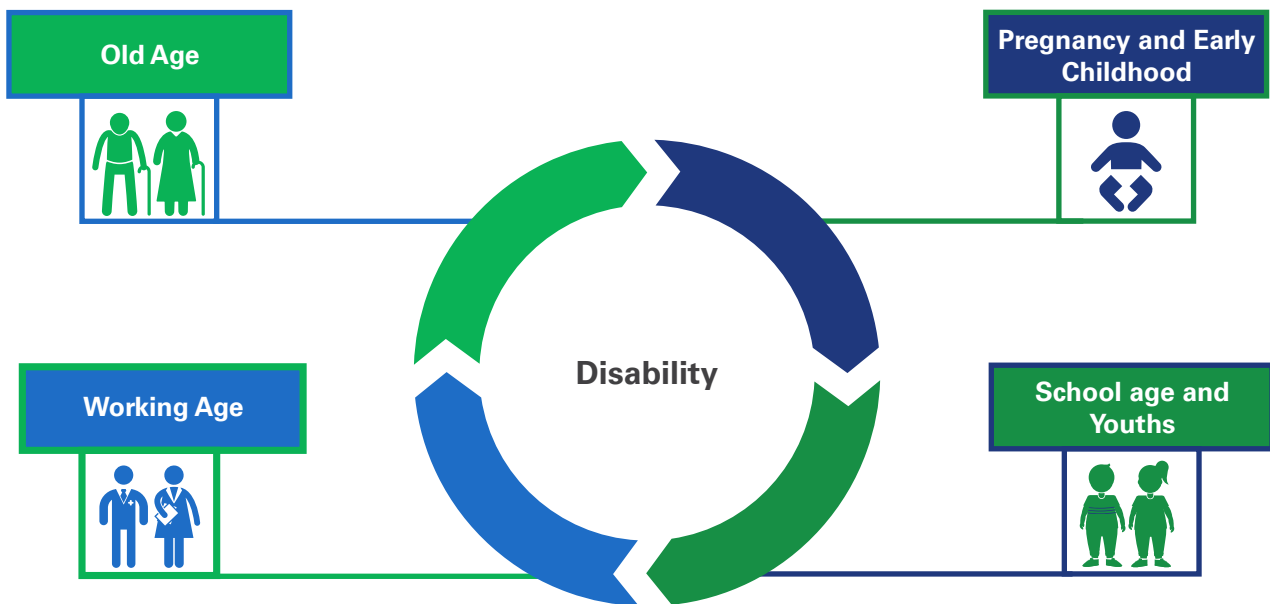 Old Age
Pregnancy and Early
Childhood
Disability
Working Age
School age and
Youths